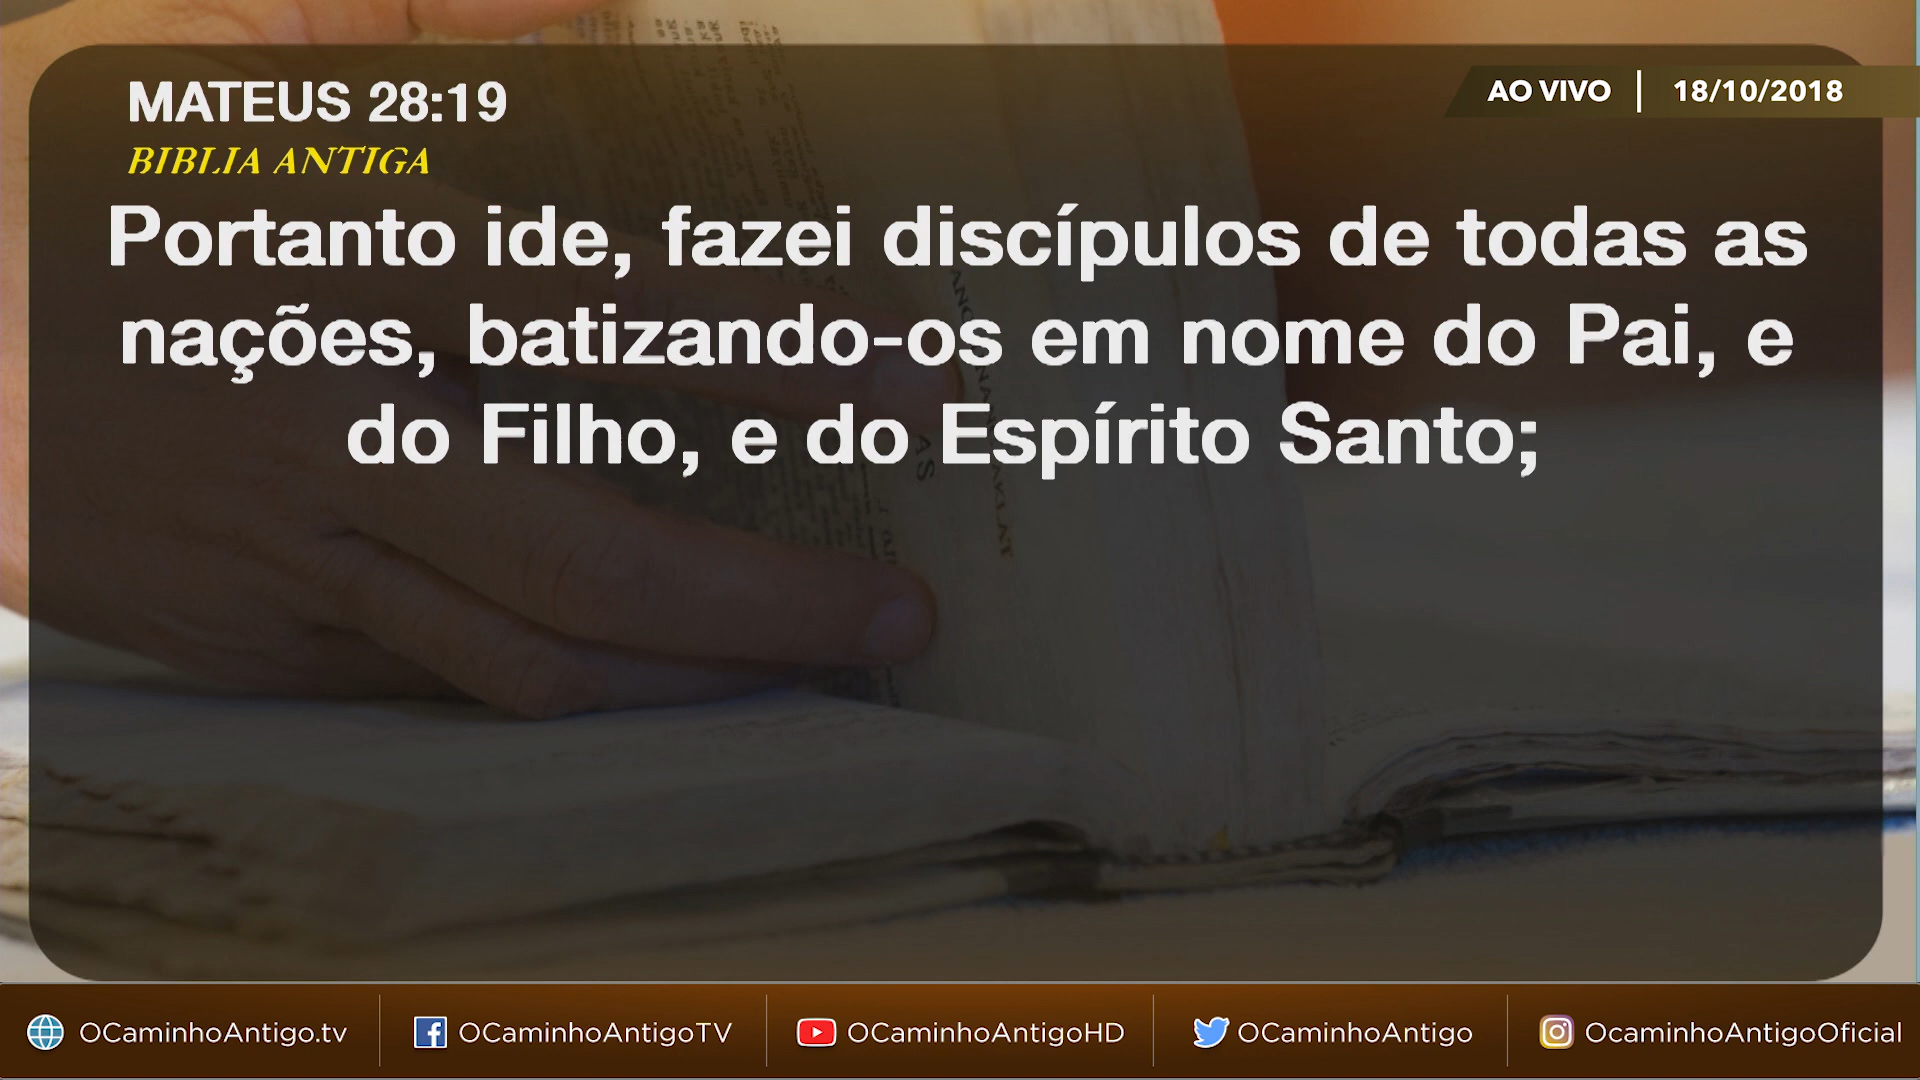 MATEUS 28:19
AO VIVO | 18/10/2018
BIBLIA ANTIGA
Portanto ide, fazei discípulos de todas as
nações, batizando-os em nome do Pai, e
do Filho, e do Espírito Santo;
OCaminhoAntigo.tv
OCaminhoAntigoTV
OCaminhoAntigoHD
OCaminhoAntigo
OcaminhoAntigoOficial